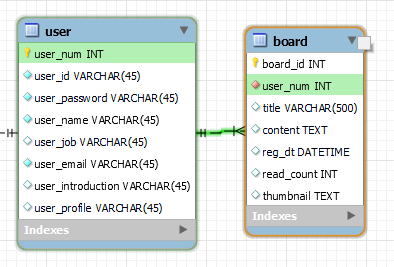 user
user_num INT
user_id VARCHAR(45)
user_password VARCHAR(45)
user_name VARCHAR(45)
user_job VARCHAR(45)
user_email VARCHAR(45)
user_introduction VARCHAR(45)
user_profile VARCHAR(45)
Indexes
board
board_id INT
user_num INT
title VARCHAR(500)
content TEXT
reg_dt DATETIME
read_count INT
thumbnail TEXT
Indexes